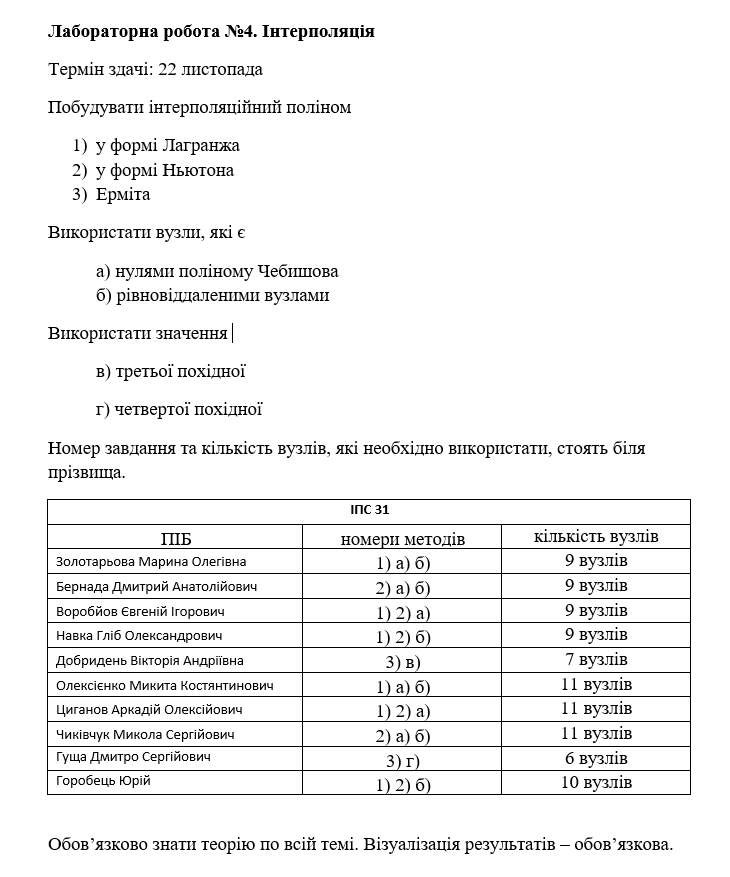 Лабораторна робота №4. Інтерполяція
Термін здачі: 22 листопада
Побудувати інтерполяційний поліном
1) у формі Лагранжа
2) у формі Ньютона
3) Ерміта
Використати вузли, які є
а) нулями поліному Чебишова
б) рівновіддаленими вузлами
Використати значення
в) третьої похідної
г) четвертої похідної
Номер завдання та кількість вузлів, які необхідно використати, стоять біля
прізвища.
ІПС 31
ПІБ номери методів кількість вузлів
Золотарьова Марина Олегівна 1) а) б) 9 вузлів
Бернада Дмитрий Анатолійович 2) а) б) 9 вузлів
Воробйов Євгеній Ігорович 1) 2) а) 9 вузлів
Навка Гліб Олександрович 1) 2) б) 9 вузлів
Добридень Вікторія Андріївна 3) в) 7 вузлів
Олексієнко Микита Костянтинович 1) а) б) 11 вузлів
Циганов Аркадій Олексійович 1) 2) а) 11 вузлів
Чиківчук Микола Сергійович 2) а) б) 11 вузлів
Гуща Дмитро Сергійович 3) г) 6 вузлів
Горобець Юрій 1) 2) б) 10 вузлів
Обов’язково знати теорію по всій темі. Візуалізація результатів – обов’язкова.